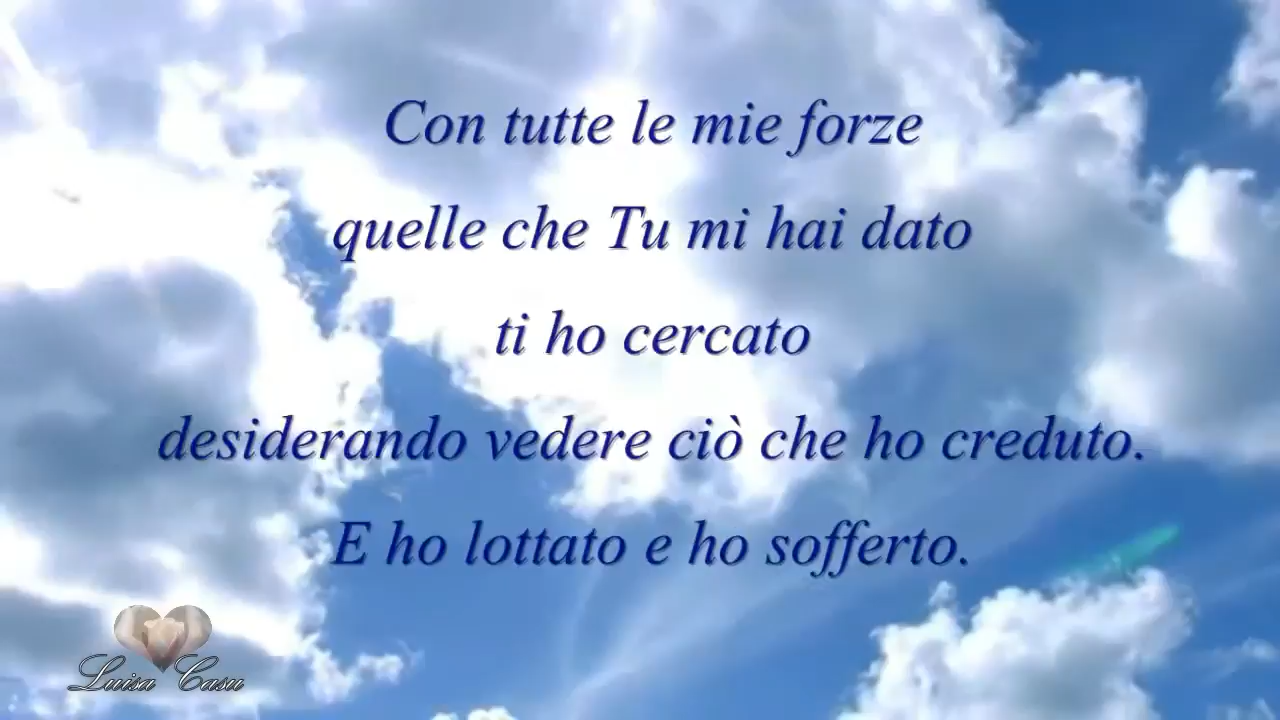 Con tutte le mie forze
quelle che Tu mi hai dato
ti ho cercato
desiderando vedere ciò che ho creduto.
E ho lottato e ho sofferto.
Luisa Casu